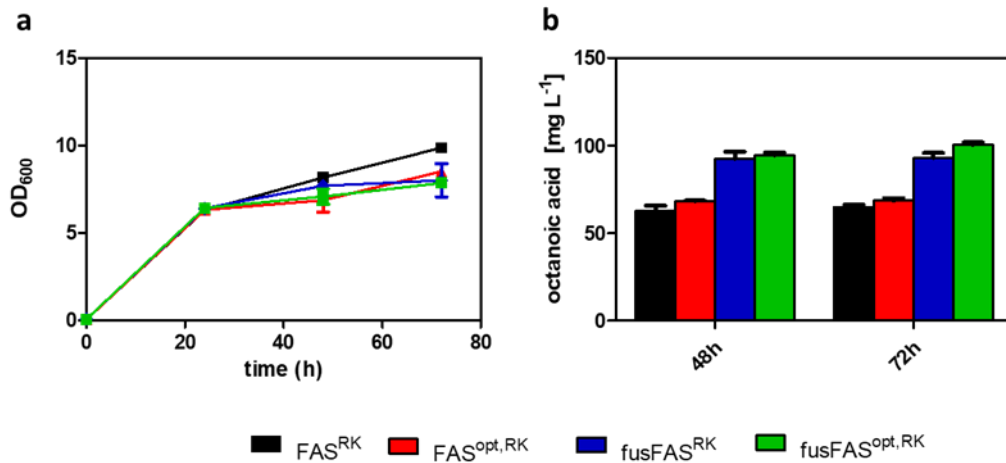 a
b
15
10
5
0
OD600
0
20
40
60
80
time (h)
150
100
50
0
octanoic acid [mg L-1]
48h
72h
FASRK
FASopt,RK
fusFASRK
fusFASopt,RK